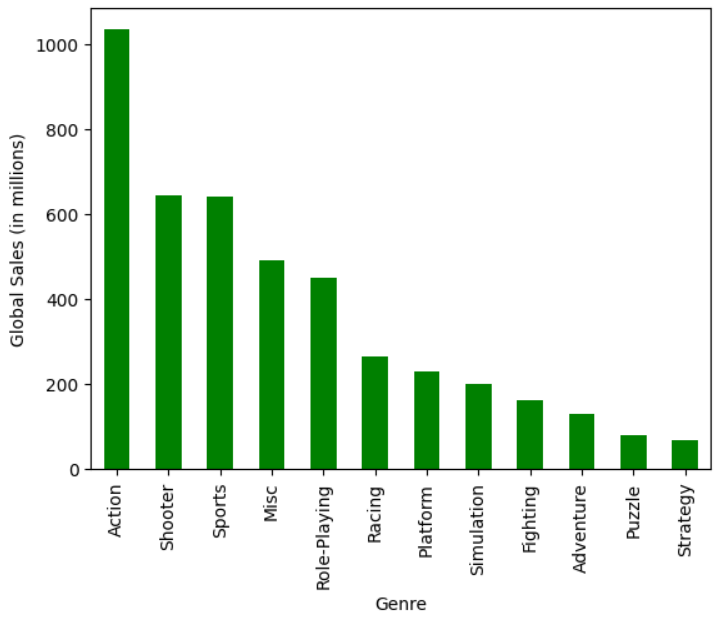 Global Sales (in millions)
1000
800
600
400
200
0
Action
Shooter
Sports
Misc
Role-Playing
Racing
Platform
Simulation
Fighting
Adventure
Puzzle
Strategy
Genre